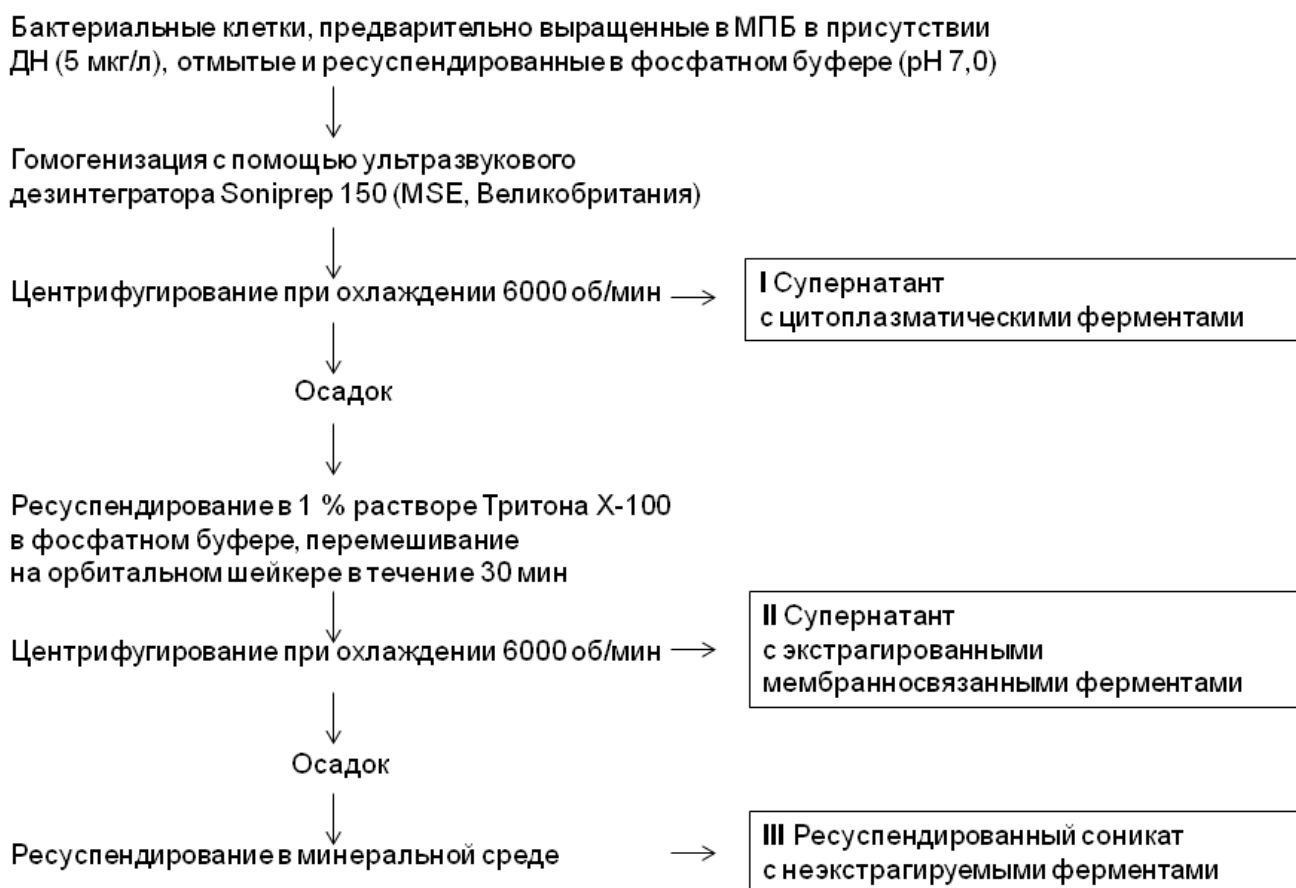 Бактериальные клетки, предварительно выращенные в МПБ в присутствии
ДН (5 мкг/л), отмытые и ресуспендированные в фосфатном буфере (pH 7,0)
Гомогенизация с помощью ультразвукового
дезинтегратора Soniprep 150 (MSE, Великобритания)
Центрифугирование при охлаждении 6000 об/мин
I Супернатант
с цитоплазматическими ферментами
Осадок
Ресуспендирование в 1 % растворе Тритона X-100
в фосфатном буфере, перемешивание
на орбитальном шейкере в течение 30 мин
Центрифугирование при охлаждении 6000 об/мин
II Супернатант
с экстрагированными
мембранносвязанными ферментами
Осадок
Ресуспендирование в минеральной среде
III Ресуспендированный соникат
с неэкстрагируемыми ферментами